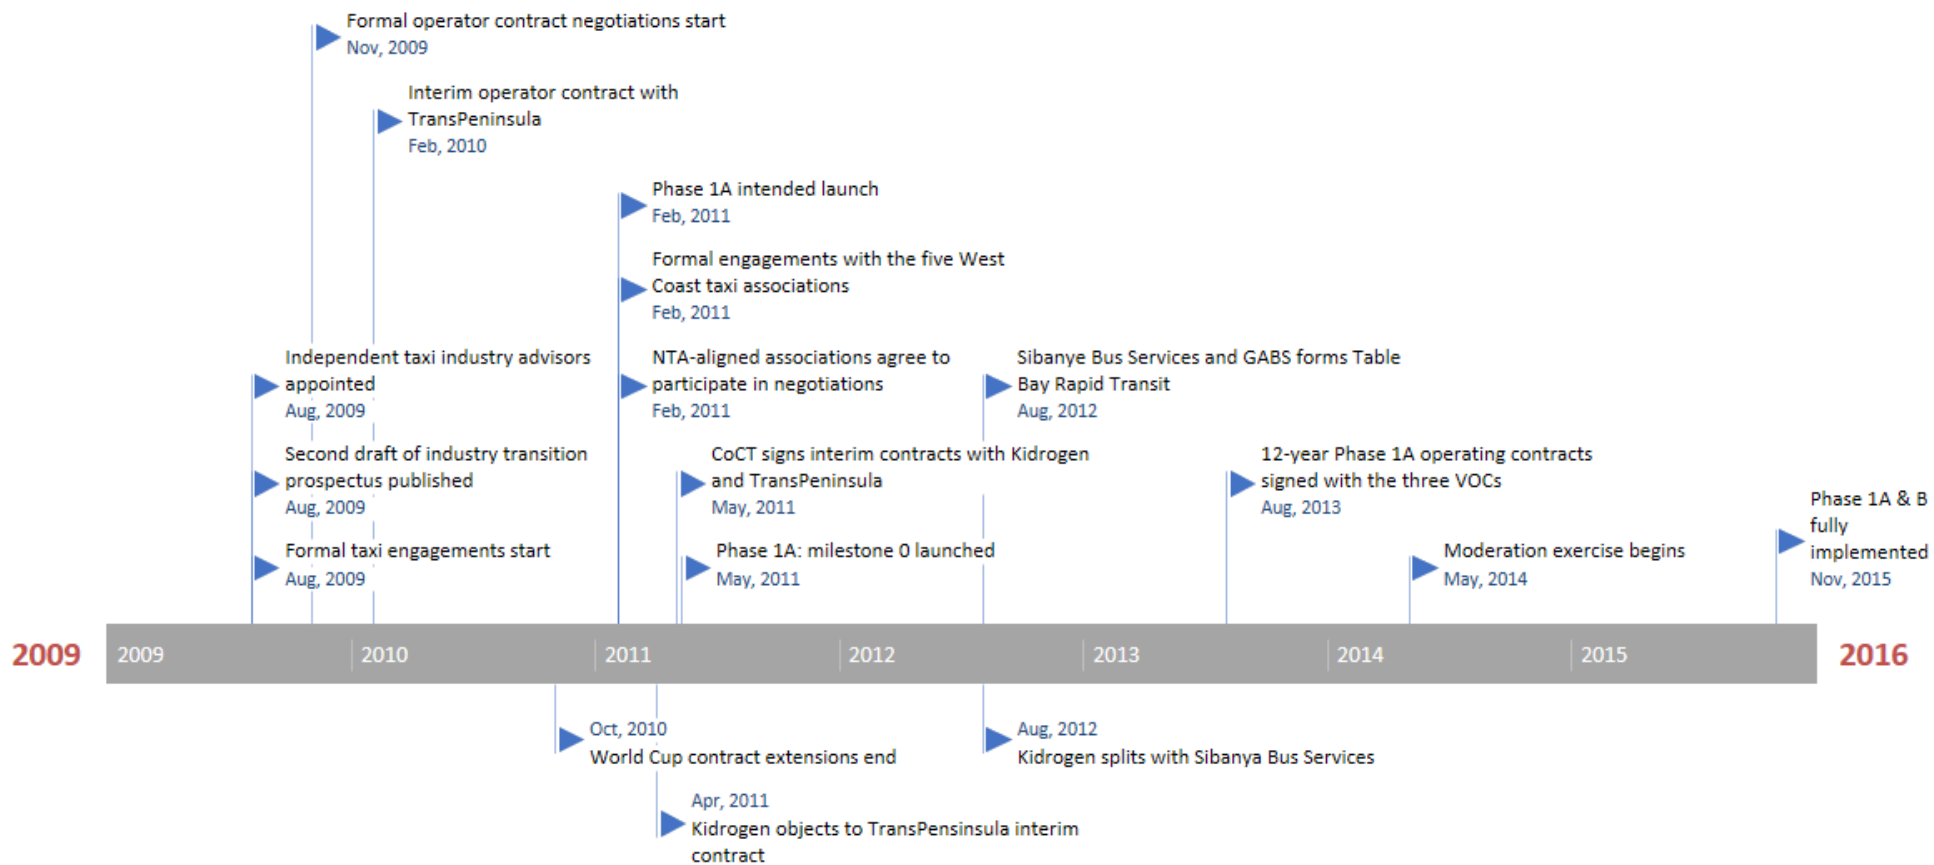 Formal operator contract negotiations start
Nov, 2009
Interim operator contract with
TransPeninsula
Feb, 2010
Phase 1A intended launch
Feb, 2011
Formal engagements with the five West
Coast taxi associations
Feb, 2011
Independent taxi industry advisors
appointed
Aug, 2009
NTA-aligned associations agree to
participate in negotiations
Feb, 2011
Sibanye Bus Services and GABS forms Table
Bay Rapid Transit
Aug, 2012
Second draft of industry transition
prospectus published
Aug, 2009
CoCT signs interim contracts with Kidrogen
and TransPeninsula
May, 2011
12-year Phase 1A operating contracts
signed with the three VOCs
Aug, 2013
Phase 1A & B
fully
implemented
Nov, 2015
Formal taxi engagements start
Aug, 2009
Phase 1A: milestone 0 launched
May, 2011
Moderation exercise begins
May, 2014
2009 2009 2010 2011 2012 2013 2014 2015 2016
Oct, 2010
World Cup contract extensions end
Aug, 2012
Kidrogen splits with Sibanya Bus Services
Apr, 2011
Kidrogen objects to TransPensinsula interim
contract